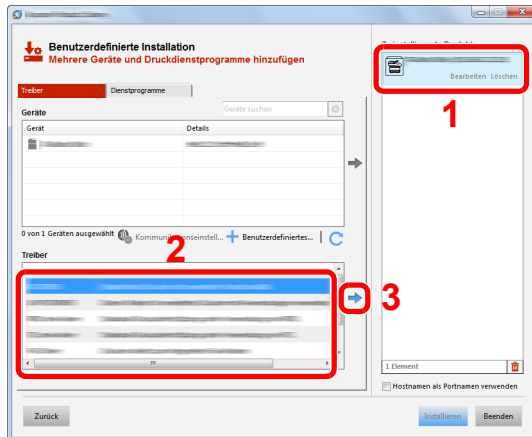 Benutzerdefinierte Installation
Mehrere Geräte und Druckdienstprogramme hinzufügen
Bearbeiten Löschen
1
Treiber
Dienstprogramme
Geräte
Geräte suchen
Gerät
Details
0 von 1 Geräten ausgewählt
Kommunikationseinstell...
Benutzerdefiniertes...
2
Treiber
3
1 Element
Hostnamen als Portnamen verwenden
Zurück
Installieren
Beenden